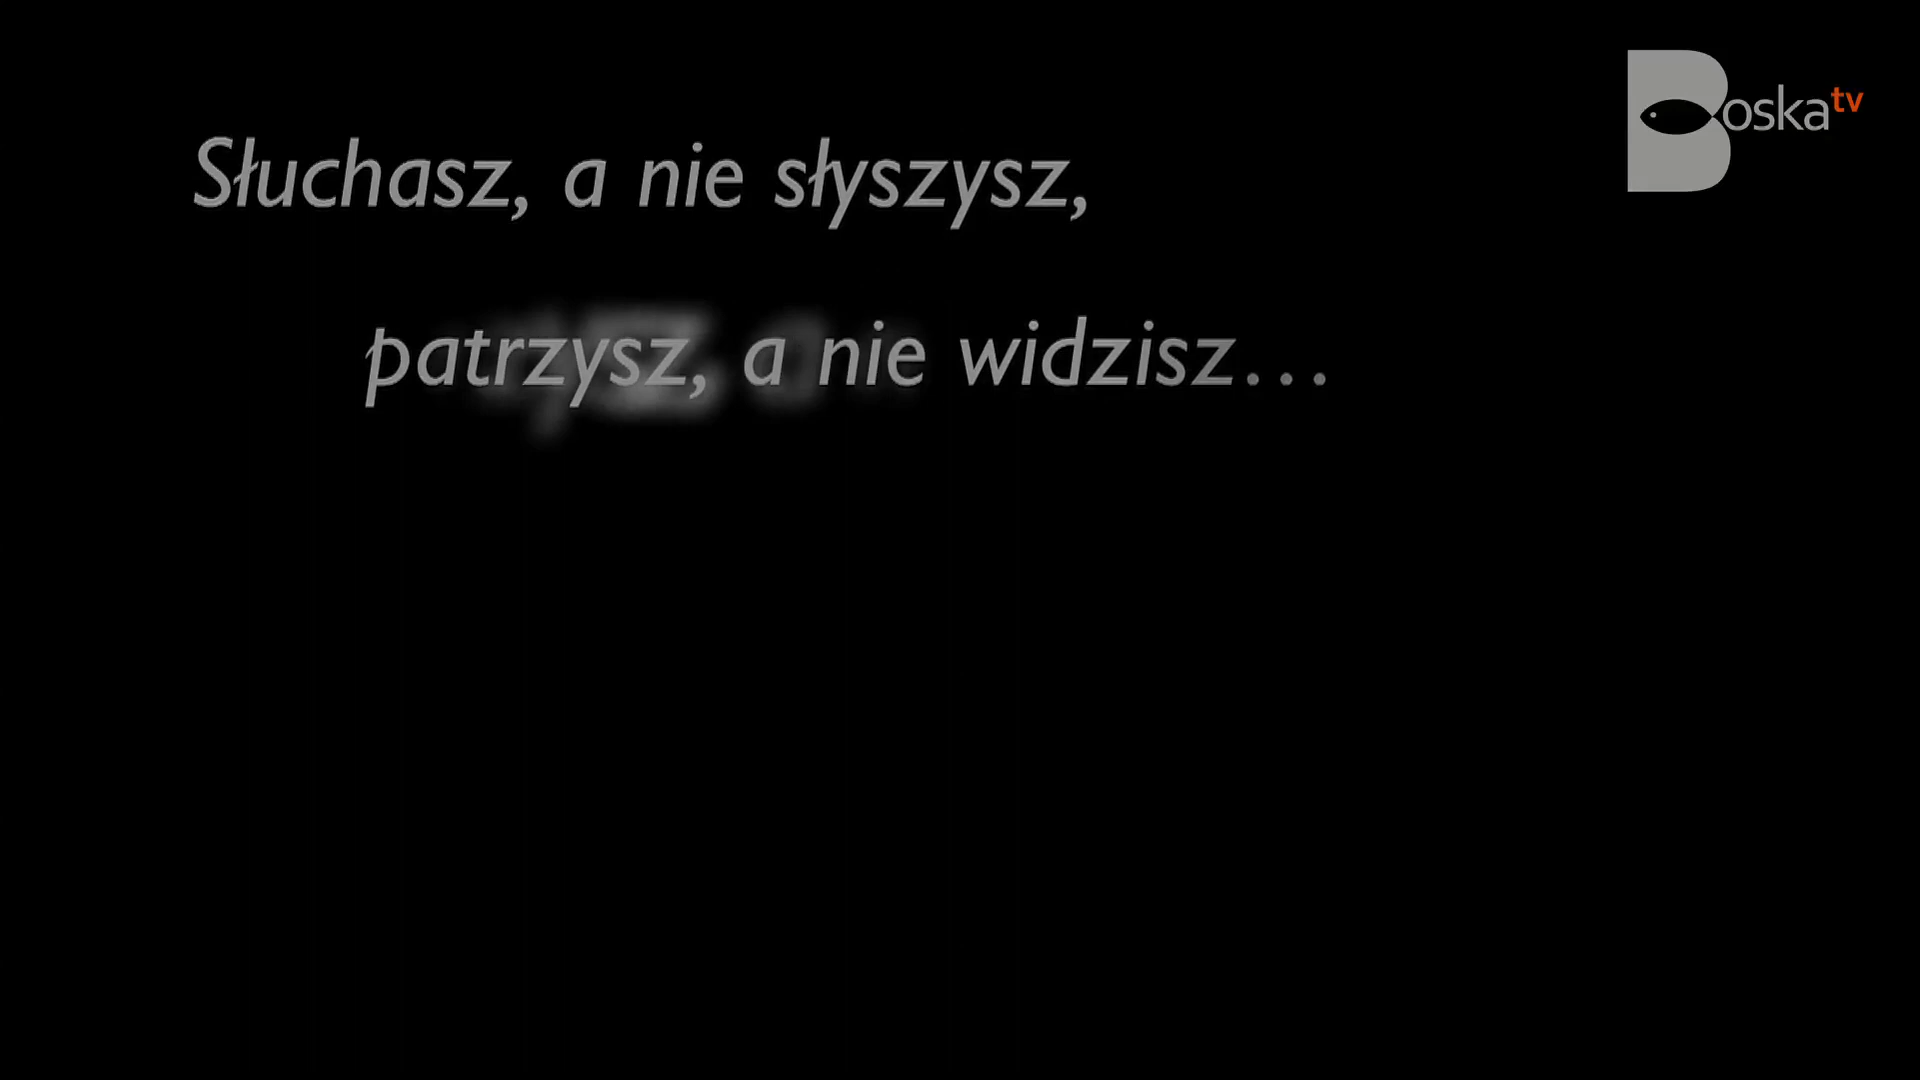 Słuchasz, a nie słyszysz,
patrzysz, a nie widzisz...
Boska tv